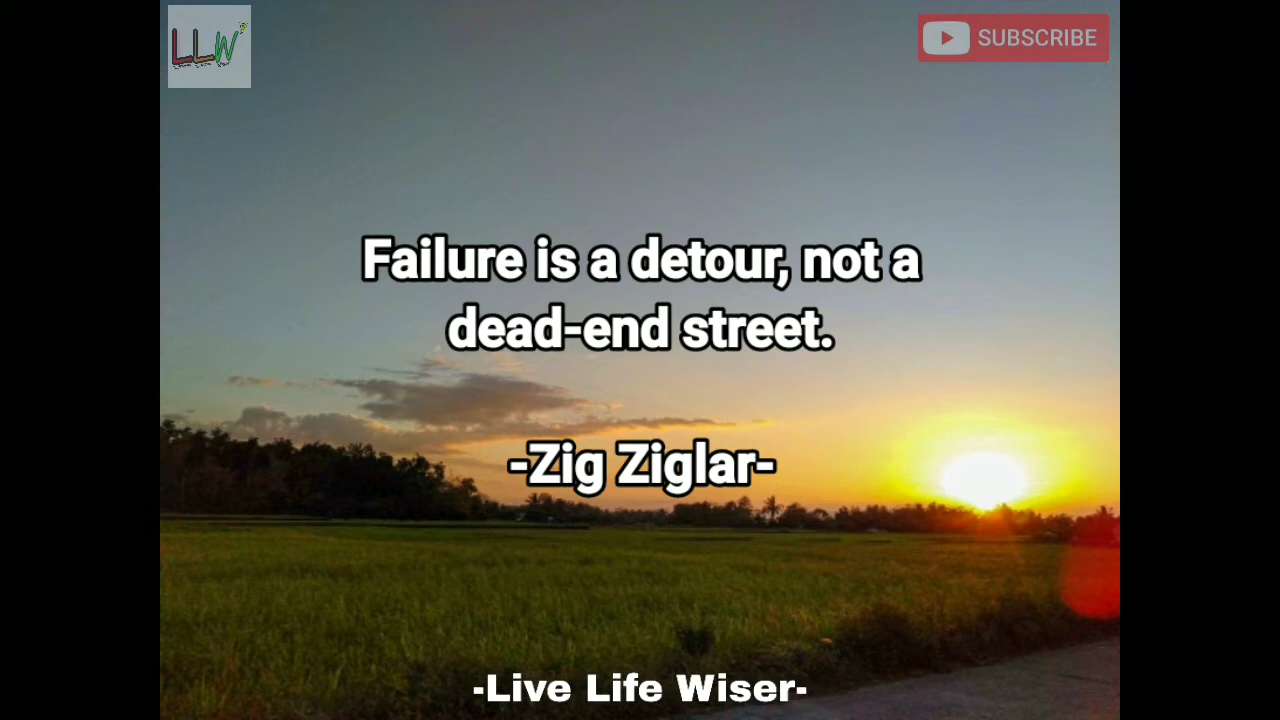 LLW
SUBSCRIBE
Failure is a detour, not a
dead-end street.
-Zig Ziglar-
-Live Life Wiser-